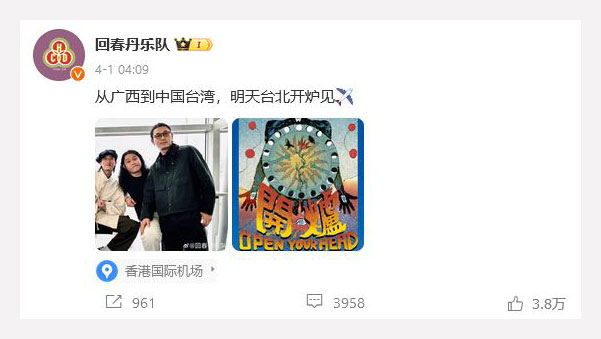 回春丹乐队 I
4-1 04:09
从广西到中国台湾，明天台北开炉见
開爐
OPEN YOUR HEAD
@回春
香港国际机场
961
3958
3.8万